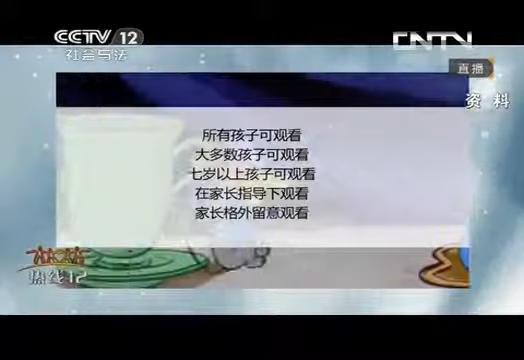 CCTV 12
社会与法
CNTV
直播
资料
所有孩子可观看
大多数孩子可观看
七岁以上孩子可观看
在家长指导下观看
家长格外留意观看
热线12